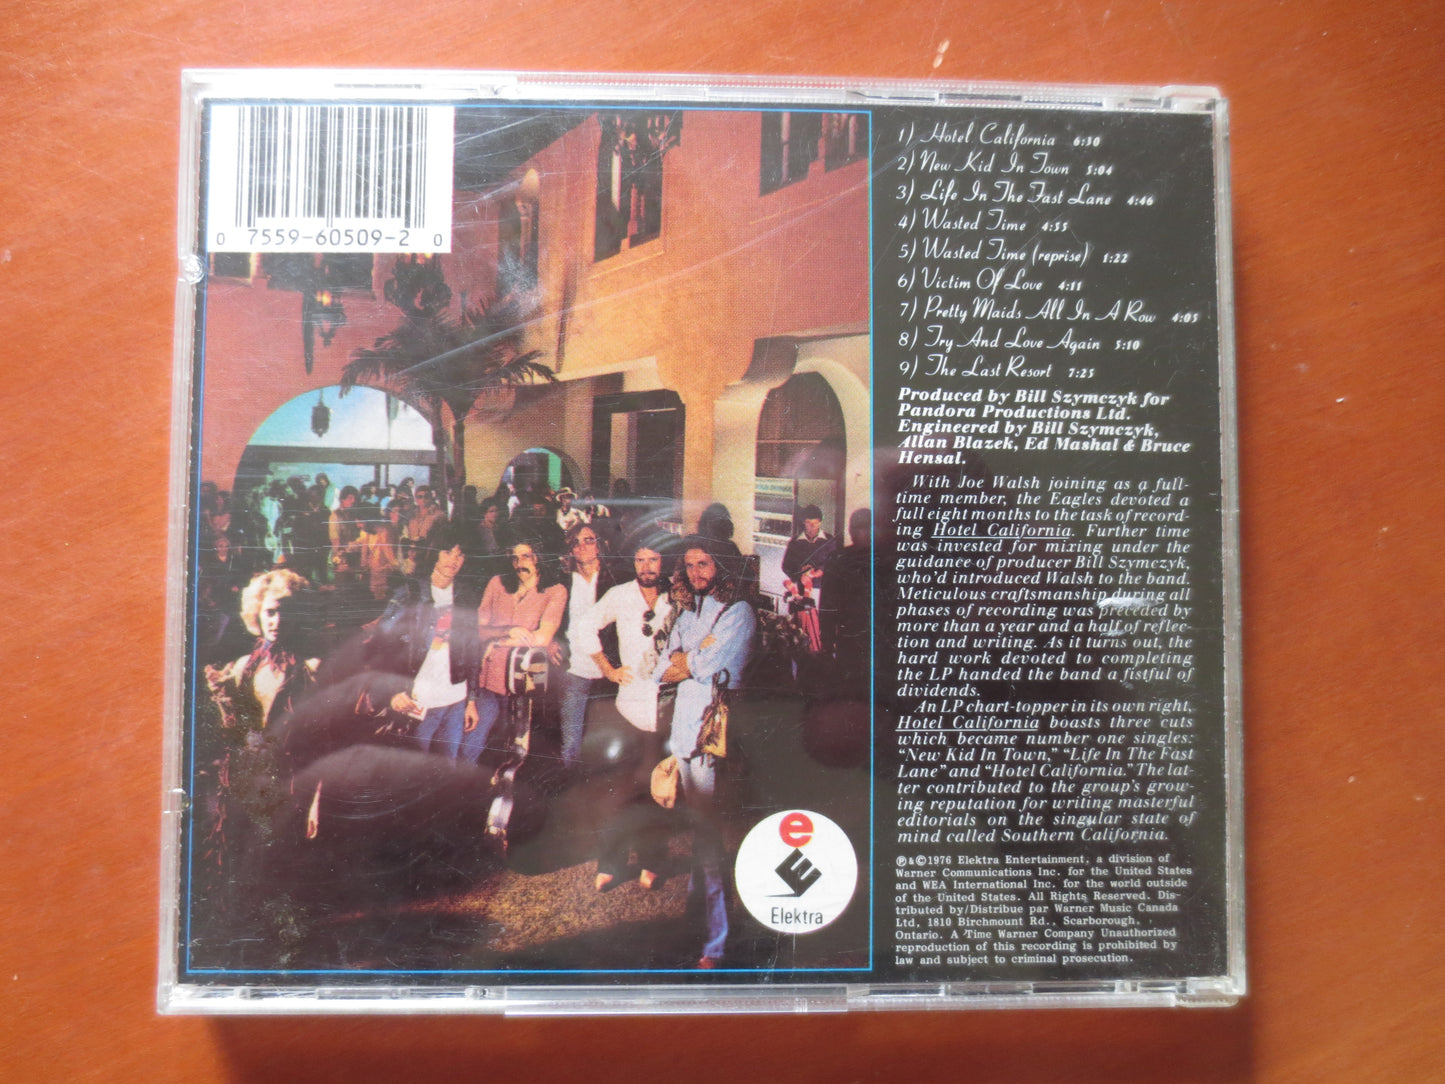 0 7559-60509-2 0
1) Hotel California 6:30
2) New Kid In Town 5:04
3) Life In The Fast Lane 4:46
4) Wasted Time 4:55
5) Wasted Time (reprise) 1:22
6) Victim Of Love 4:11
7) Pretty Maids All In A Row 4:05
8) Try And Love Again 5:10
9) The Last Resort 7:25
Produced by Bill Szymczyk for
Pandora Productions Ltd.
Engineered by Bill Szymczyk,
Allan Blazek, Ed Mashal & Bruce
Hensal.
With Joe Walsh joining as a full-
time member, the Eagles devoted a
full eight months to the task of record-
ing Hotel California. Further time
was invested for mixing under the
guidance of producer Bill Szymczyk,
who'd introduced Walsh to the band.
Meticulous craftsmanship during all
phases of recording was preceded by
more than a year and a half of reflec-
tion and writing. As it turns out, the
hard work devoted to completing
the LP handed the band a fistful of
dividends.
An LP chart-topper in its own right,
Hotel California boasts three cuts
which became number one singles:
"New Kid In Town," "Life In The Fast
Lane" and "Hotel California." The lat-
ter contributed to the group's grow-
ing reputation for writing masterful
editorials on the singular state of
mind called Southern California.
℗&©1976 Elektra Entertainment, a division of
Warner Communications Inc. for the United States
and WEA International Inc. for the world outside
of the United States. All Rights Reserved. Dis-
tributed by/Distribue par Warner Music Canada
Ltd, 1810 Birchmount Rd., Scarborough,
Ontario. A Time Warner Company Unauthorized
reproduction of this recording is prohibited by
law and subject to criminal prosecution.
e
Elektra